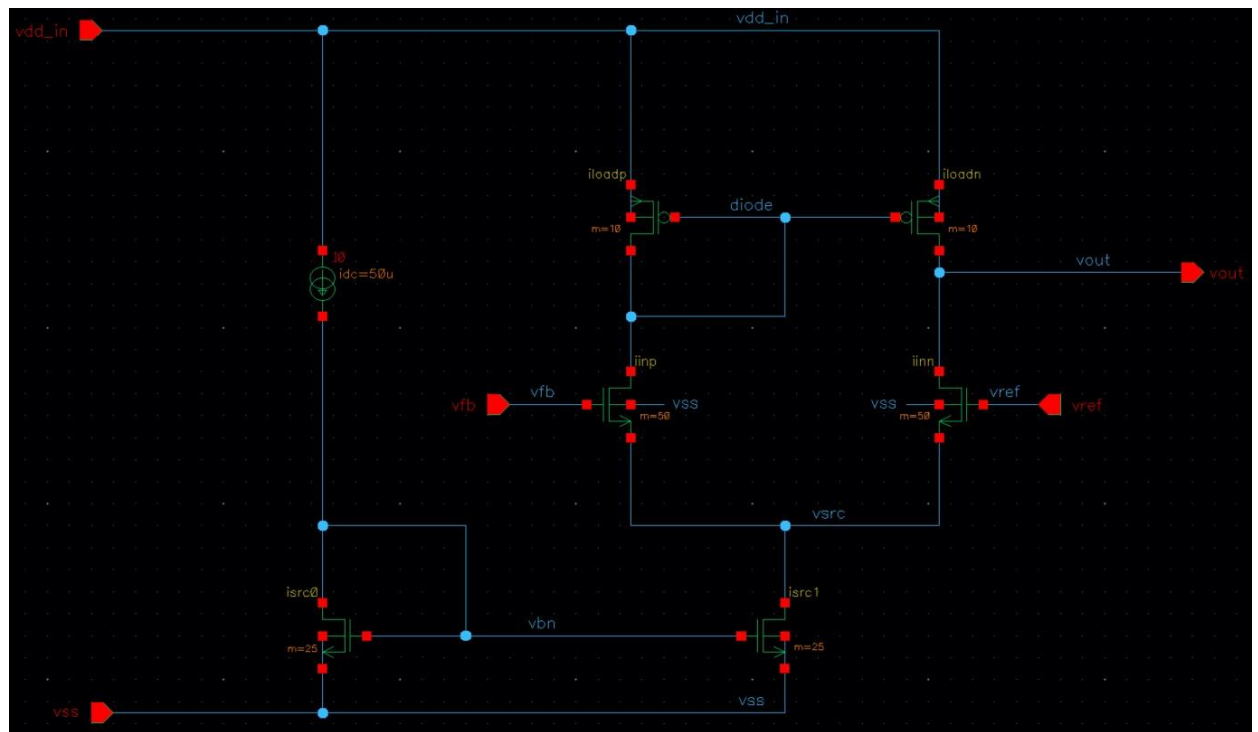 vdd_in
vdd_in
iloadp
iloadn
diode
m=10
m=10
I0
idc=50u
vout
vout
iinp
iinn
vfb
vfb
vss
m=50
vss
m=50
vref
vref
vsrc
isrc0
isrc1
vbn
m=25
m=25
vss
vss